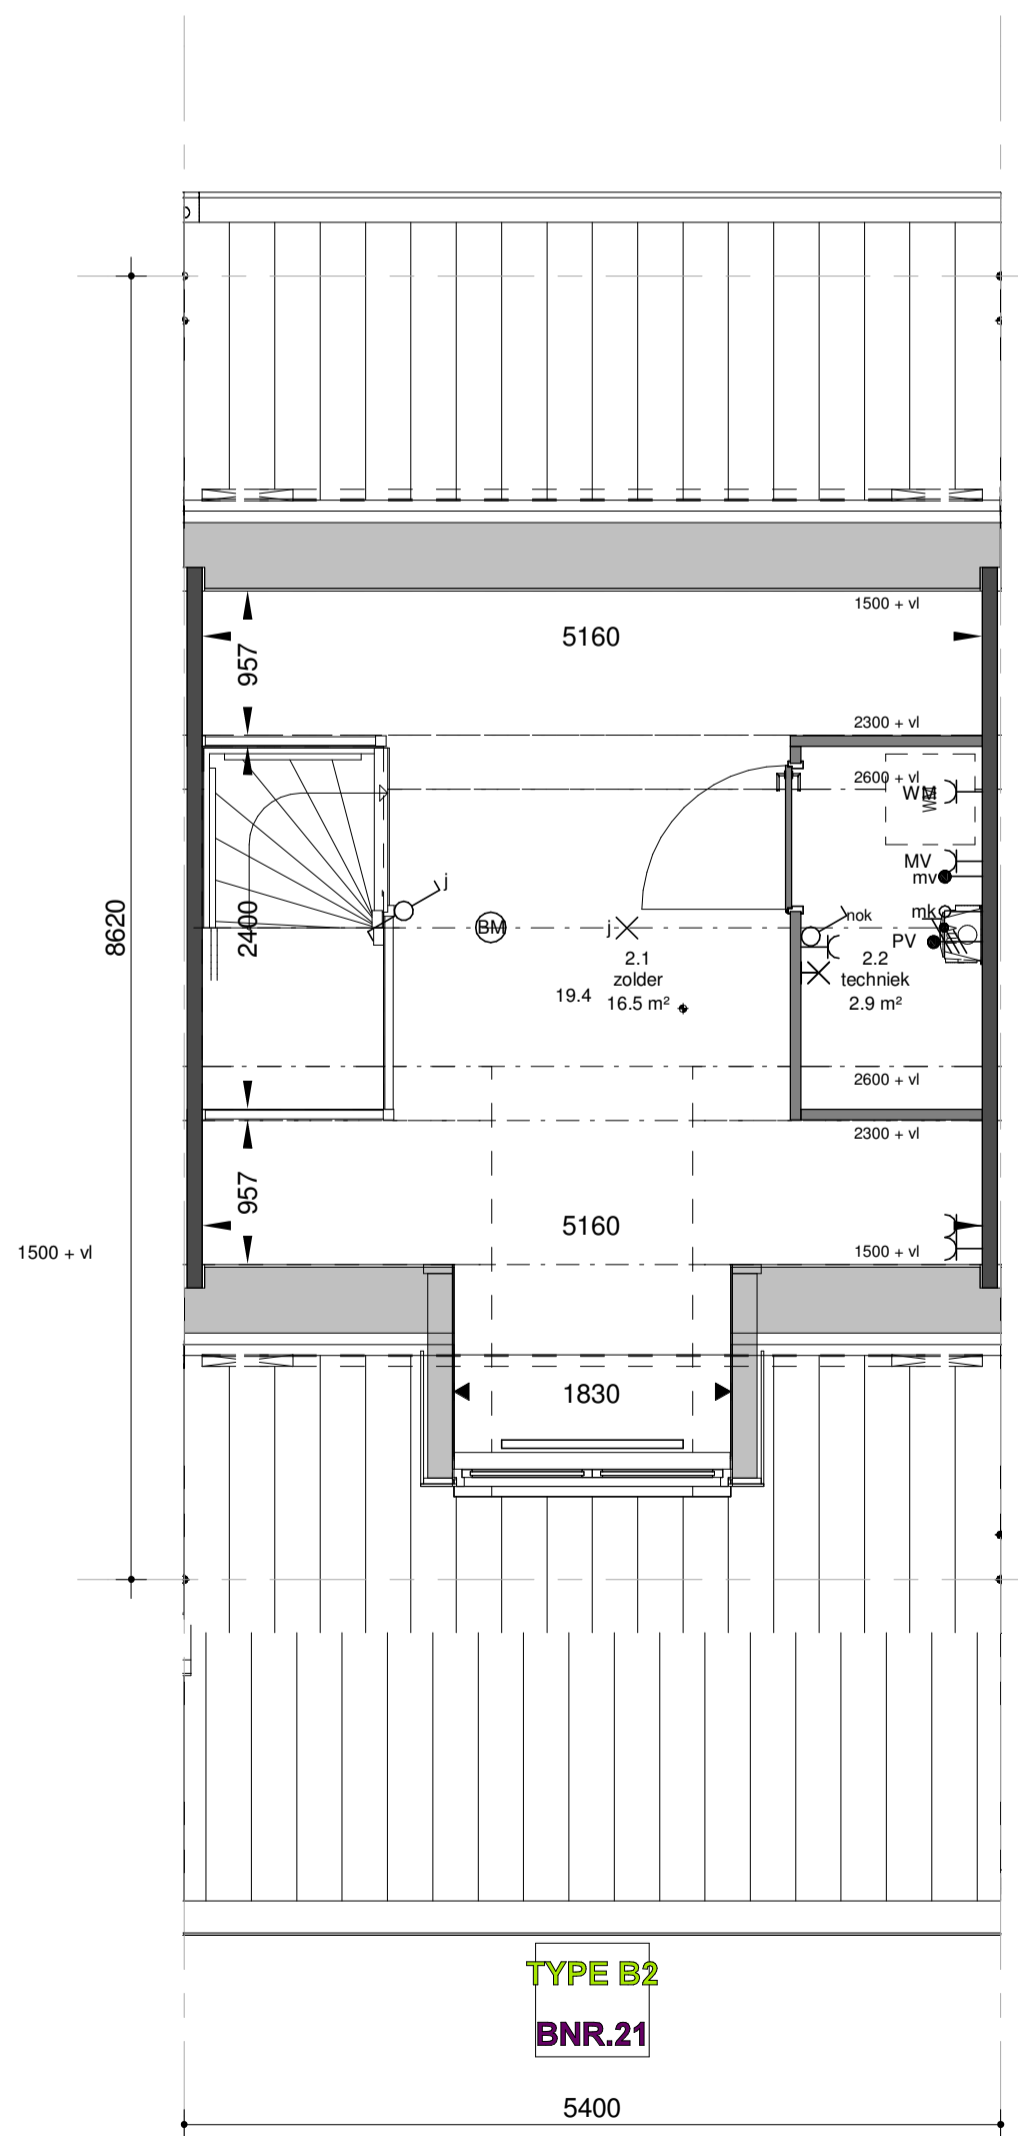 1500 + vl
5160
957
2300 + vl
2600 + vl
WM
WM
MV
mv
j
8620
2400
BM
j
nok
mk
PV
2.1
zolder
19.4
16.5 m²
2.2
techniek
2.9 m²
2600 + vl
2300 + vl
957
5160
1500 + vl
1500 + vl
1830
TYPE B2
BNR.21
5400